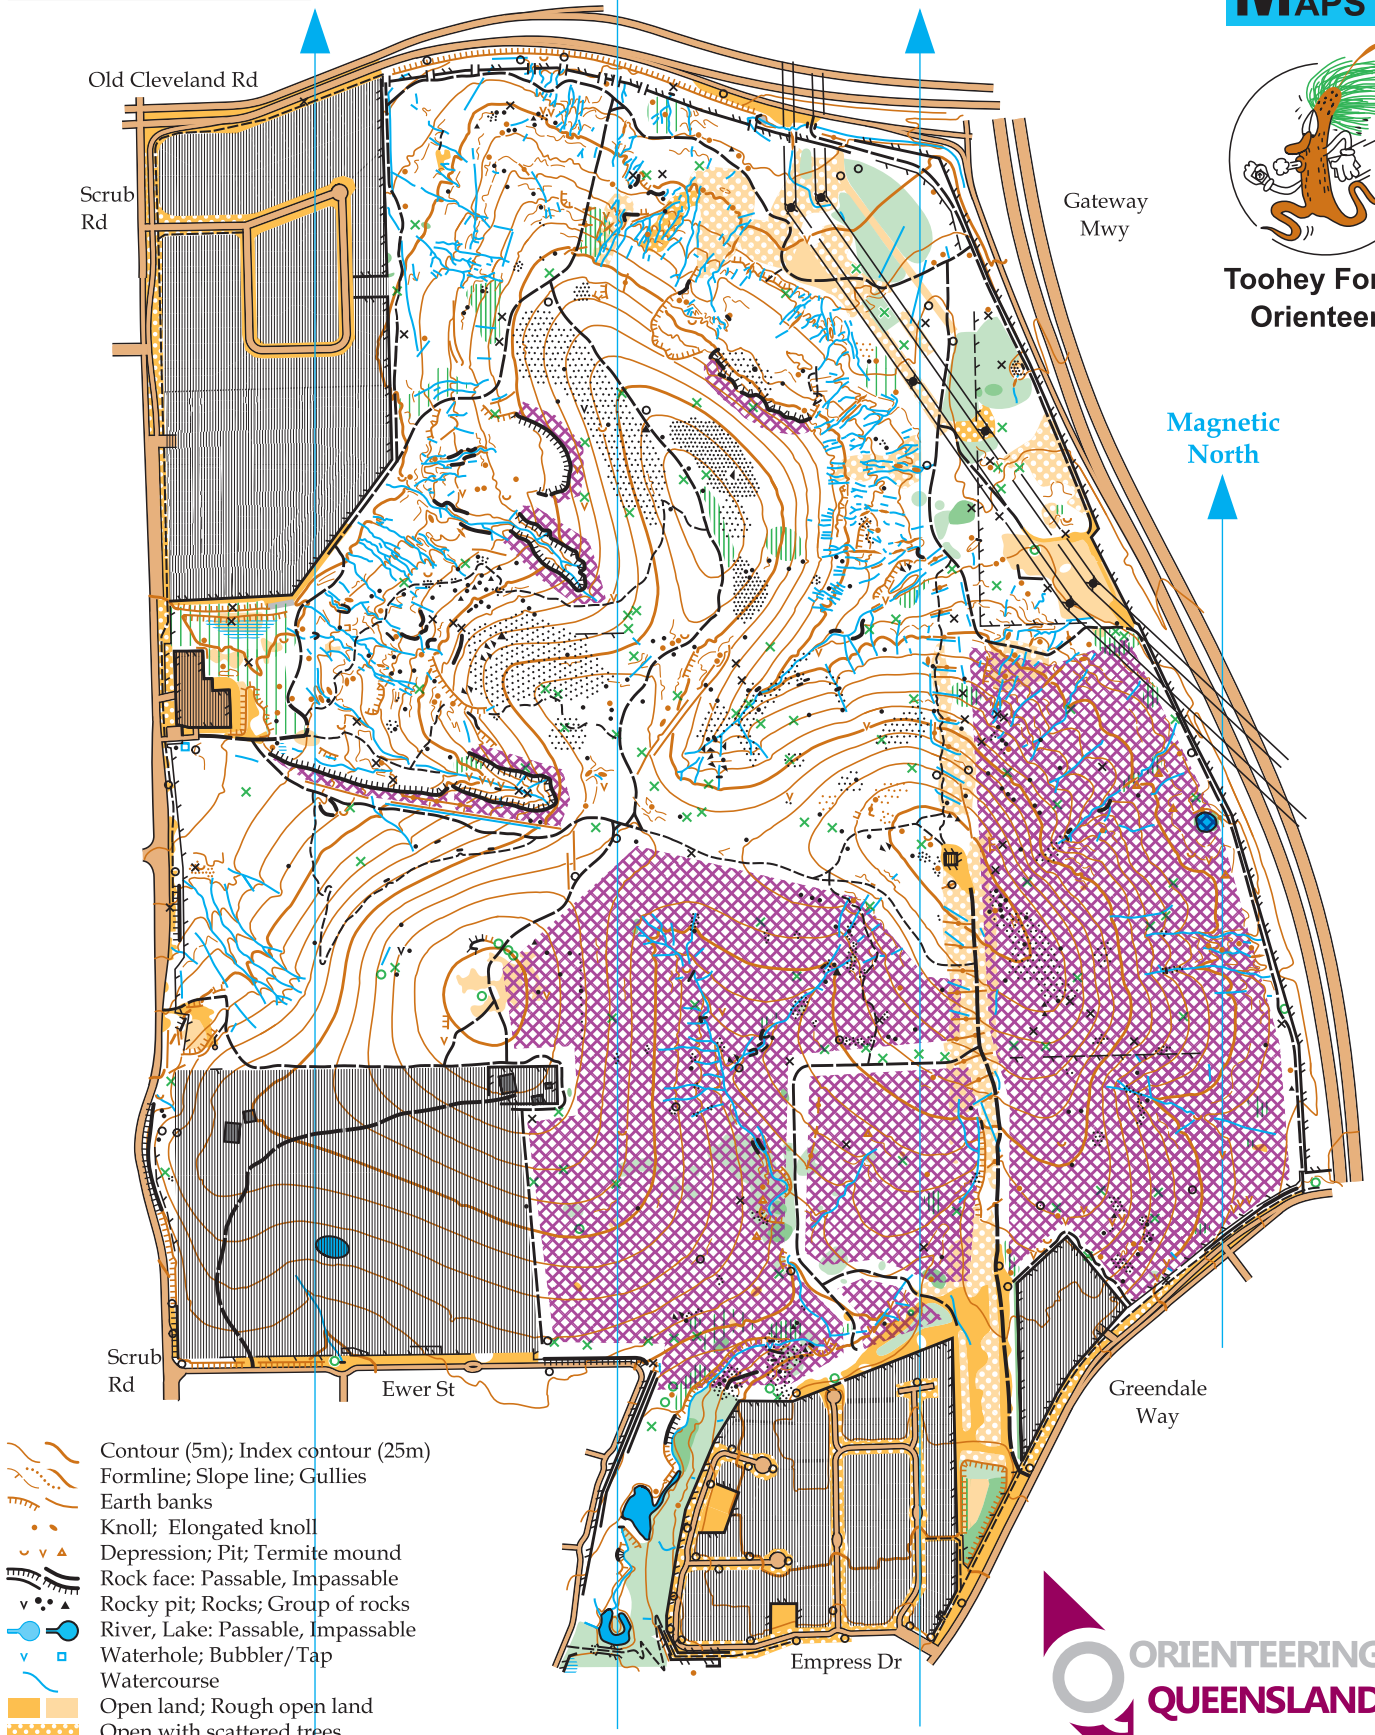 MAPS
Old Cleveland Rd
Scrub
Rd
Gateway
Mwy
Toohey For
Orienteer
Magnetic
North
Scrub
Rd
Ewer St
Greendale
Way
Empress Dr
Contour (5m); Index contour (25m)
Formline; Slope line; Gullies
Earth banks
Knoll; Elongated knoll
Depression; Pit; Termite mound
Rock face: Passable, Impassable
Rocky pit; Rocks; Group of rocks
River, Lake: Passable, Impassable
Waterhole; Bubbler/Tap
Watercourse
Open land; Rough open land
Open with scattered trees
ORIENTEERING
QUEENSLAND